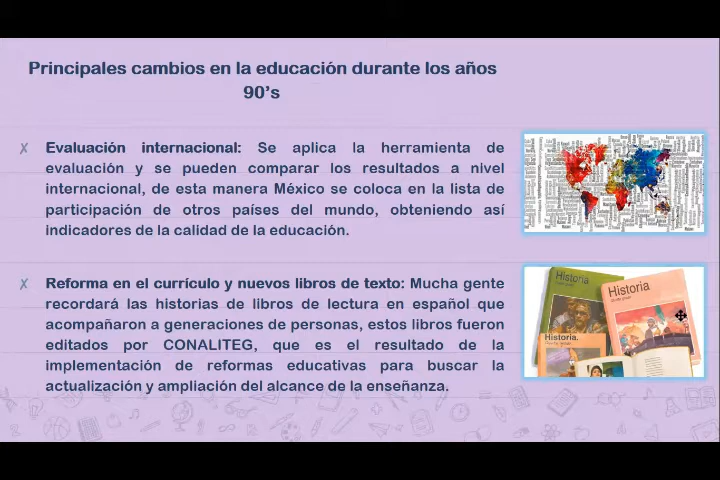 Principales cambios en la educación durante los años
90's
✗ Evaluación internacional: Se aplica la herramienta de
evaluación y se pueden comparar los resultados a nivel
internacional, de esta manera México se coloca en la lista de
participación de otros países del mundo, obteniendo así
indicadores de la calidad de la educación.
✗ Reforma en el currículo y nuevos libros de texto: Mucha gente
recordará las historias de libros de lectura en español que
acompañaron a generaciones de personas, estos libros fueron
editados por CONALITEG, que es el resultado de la
implementación de reformas educativas para buscar la
actualización y ampliación del alcance de la enseñanza.
Historia
Historia
Historia.